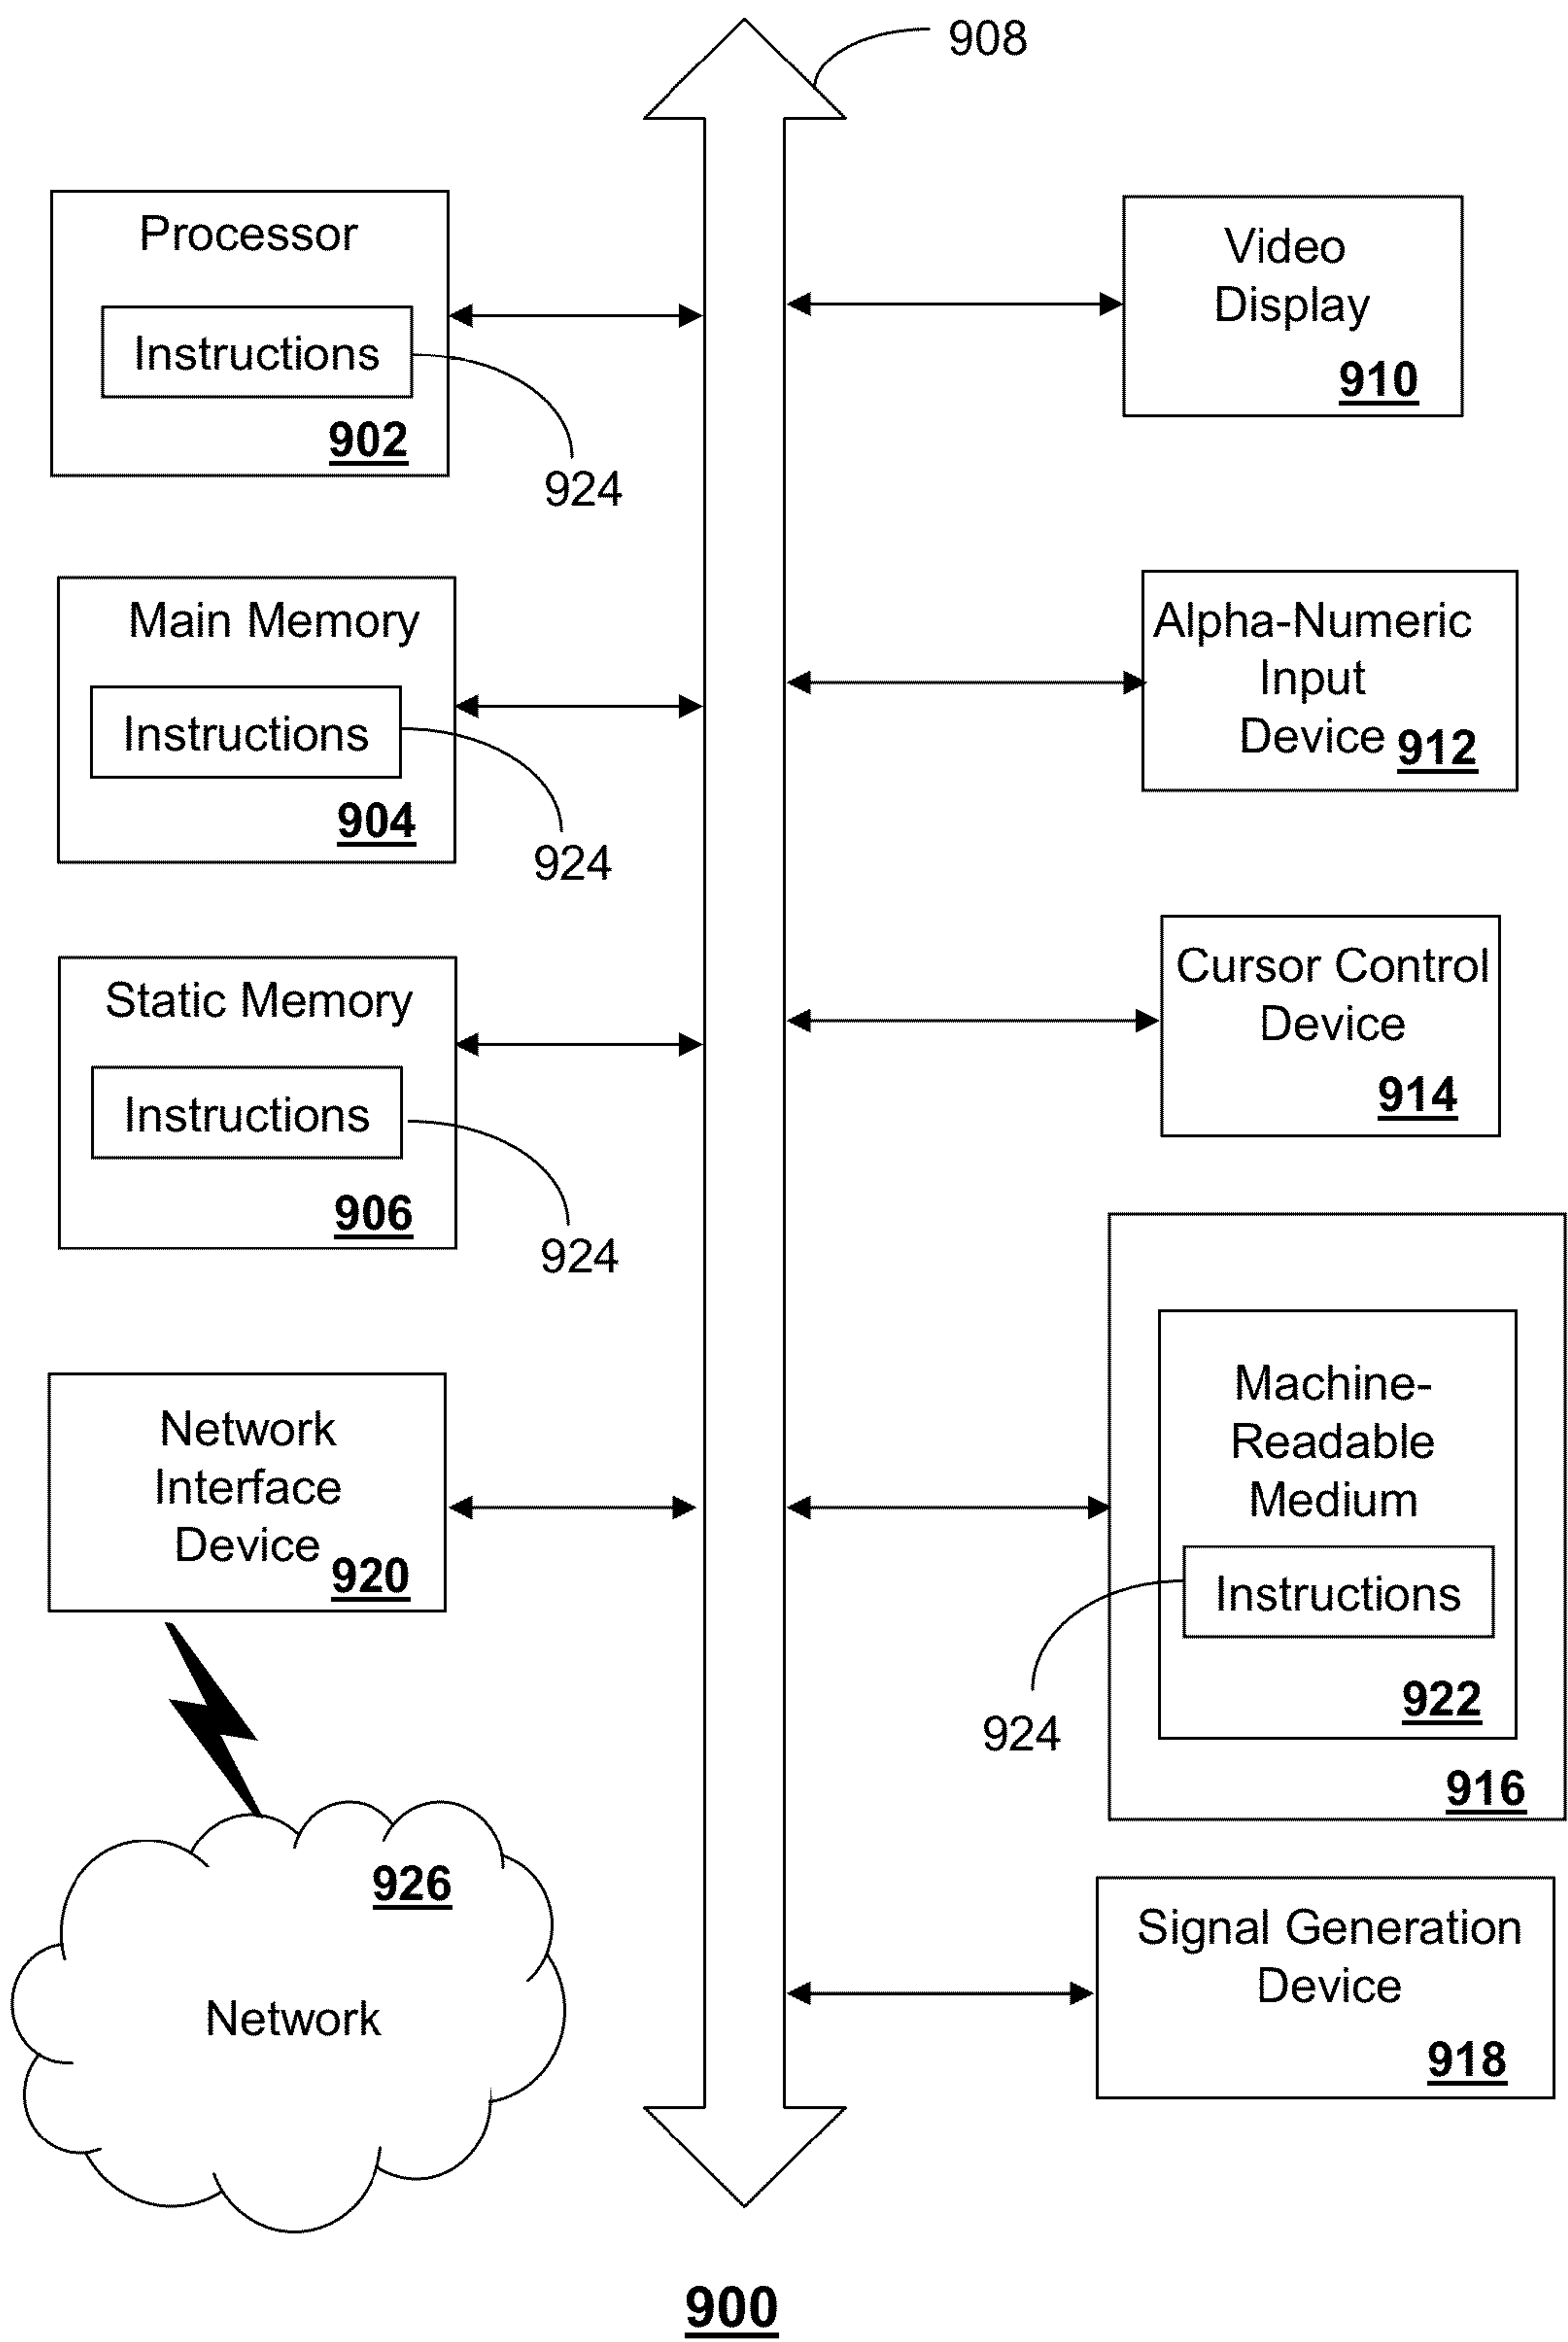 908
Processor
Instructions
902
924
Main Memory
Instructions
904
924
Static Memory
Instructions
906
924
Network
Interface
Device
920
926
Network
Video
Display
910
Alpha-Numeric
Input
Device
912
Cursor Control
Device
914
Machine-
Readable
Medium
Instructions
922
924
916
Signal Generation
Device
918
900